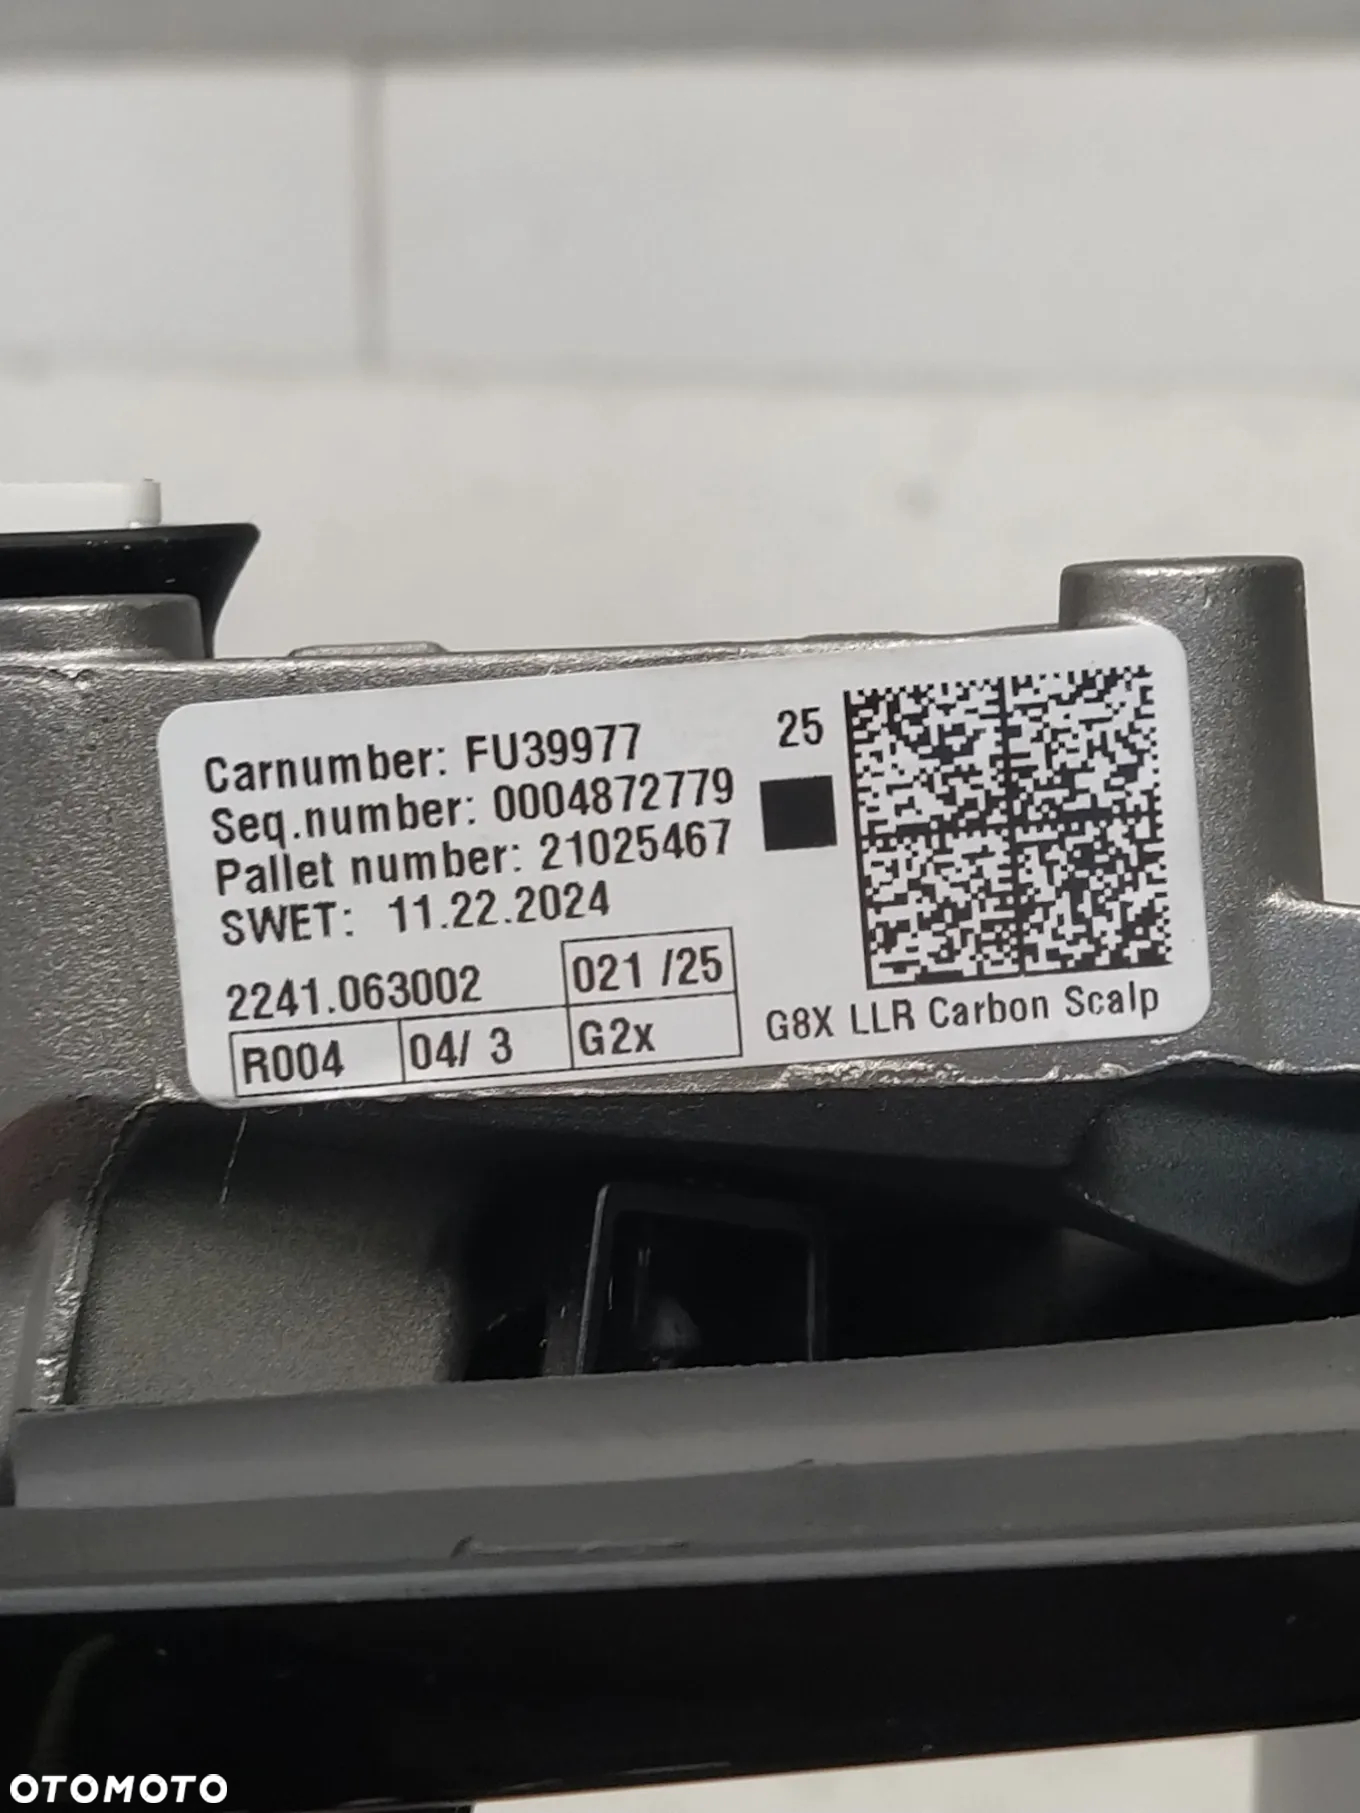 Carnumber: FU39977
25
Seq.number: 0004872779
Pallet number: 21025467
SWET: 11.22.2024
2241.063002
021 /25
R004
04/ 3
G2x
G8X LLR Carbon Scalp
OTOMOTO